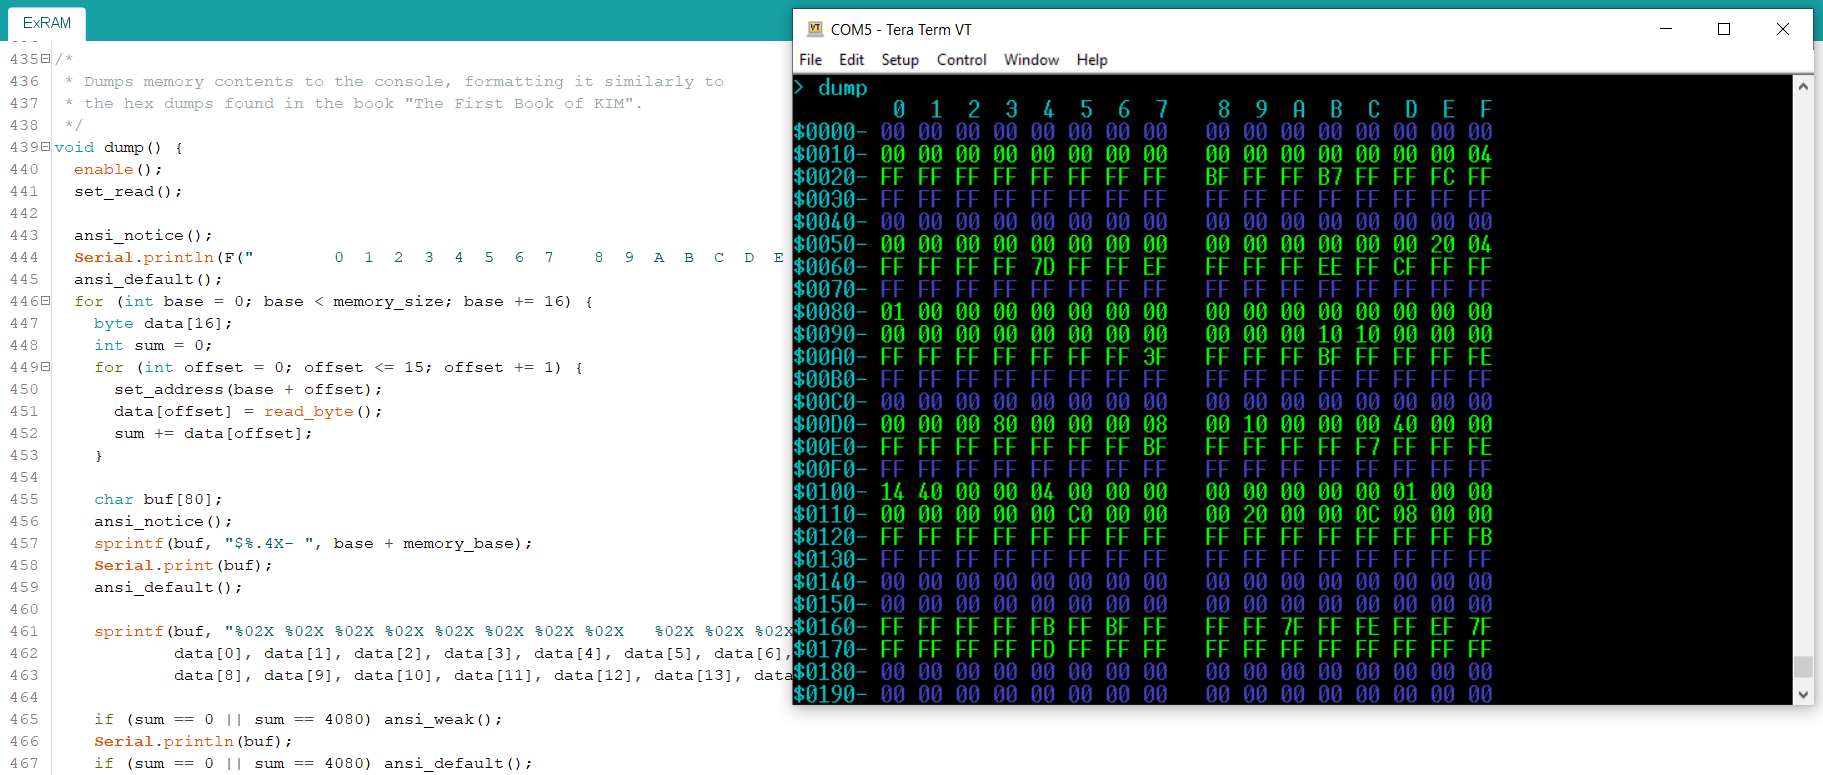 ExRAM
435 /*
436  * Dumps memory contents to the console, formatting it similarly to
437  * the hex dumps found in the book "The First Book of KIM".
438  */
439 void dump() {
440   enable();
441   set_read();
442
443   ansi_notice();
444   Serial.println(F("        0  1  2  3  4  5  6  7    8  9  A  B  C  D  E
445   ansi_default();
446   for (int base = 0; base < memory_size; base += 16) {
447     byte data[16];
448     int sum = 0;
449     for (int offset = 0; offset <= 15; offset += 1) {
450       set_address(base + offset);
451       data[offset] = read_byte();
452       sum += data[offset];
453     }
454
455     char buf[80];
456     ansi_notice();
457     sprintf(buf, "$%.4X- ", base + memory_base);
458     Serial.print(buf);
459     ansi_default();
460
461     sprintf(buf, "%02X %02X %02X %02X %02X %02X %02X %02X   %02X %02X %02X
462             data[0], data[1], data[2], data[3], data[4], data[5], data[6],
463             data[8], data[9], data[10], data[11], data[12], data[13], data
464
465     if (sum == 0 || sum == 4080) ansi_weak();
466     Serial.println(buf);
467     if (sum == 0 || sum == 4080) ansi_default();
COM5 - Tera Term VT
File Edit Setup Control Window Help
> dump
0 1 2 3 4 5 6 7 8 9 A B C D E F
$0000- 00 00 00 00 00 00 00 00 00 00 00 00 00 00 00 00
$0010- 00 00 00 00 00 00 00 00 00 00 00 00 00 00 00 04
$0020- FF FF FF FF FF FF FF FF BF FF FF B7 FF FF FC FF
$0030- FF FF FF FF FF FF FF FF FF FF FF FF FF FF FF FF
$0040- 00 00 00 00 00 00 00 00 00 00 00 00 00 00 00 00
$0050- 00 00 00 00 00 00 00 00 00 00 00 00 00 00 20 04
$0060- FF FF FF FF 7D FF FF EF FF FF FF EE FF CF FF FF
$0070- FF FF FF FF FF FF FF FF FF FF FF FF FF FF FF FF
$0080- 01 00 00 00 00 00 00 00 00 00 00 00 00 00 00 00
$0090- 00 00 00 00 00 00 00 00 00 00 00 10 10 00 00 00
$00A0- FF FF FF FF FF FF FF 3F FF FF FF BF FF FF FF FE
$00B0- FF FF FF FF FF FF FF FF FF FF FF FF FF FF FF FF
$00C0- 00 00 00 00 00 00 00 00 00 00 00 00 00 00 00 00
$00D0- 00 00 00 80 00 00 00 08 00 10 00 00 00 40 00 00
$00E0- FF FF FF FF FF FF FF BF FF FF FF FF F7 FF FF FE
$00F0- FF FF FF FF FF FF FF FF FF FF FF FF FF FF FF FF
$0100- 14 40 00 00 04 00 00 00 00 00 00 00 00 01 00 00
$0110- 00 00 00 00 00 C0 00 00 00 20 00 00 0C 08 00 00
$0120- FF FF FF FF FF FF FF FF FF FF FF FF FF FF FF FB
$0130- FF FF FF FF FF FF FF FF FF FF FF FF FF FF FF FF
$0140- 00 00 00 00 00 00 00 00 00 00 00 00 00 00 00 00
$0150- 00 00 00 00 00 00 00 00 00 00 00 00 00 00 00 00
$0160- FF FF FF FF FB FF BF FF FF FF 7F FF FE FF EF 7F
$0170- FF FF FF FF FD FF FF FF FF FF FF FF FF FF FF FF
$0180- 00 00 00 00 00 00 00 00 00 00 00 00 00 00 00 00
$0190- 00 00 00 00 00 00 00 00 00 00 00 00 00 00 00 00